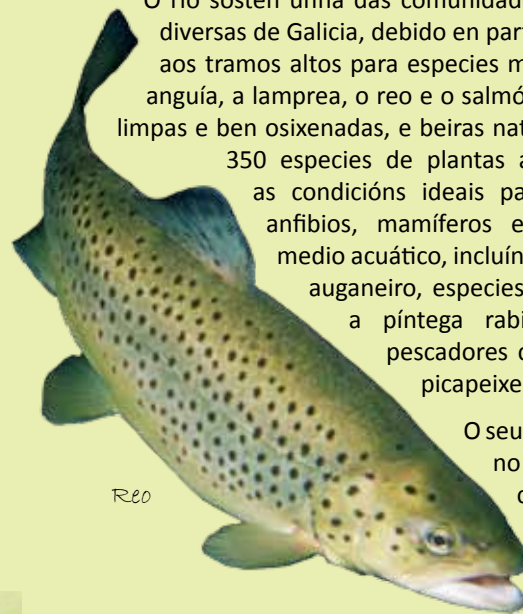 O río sostén unha das comunidad
diversas de Galicia, debido en part
aos tramos altos para especies m
anguía, a lamprea, o reo e o salmó
limpas e ben osixenadas, e beiras nat
350 especies de plantas a
as condicións ideais pa
anfibios, mamíferos e
medio acuático, incluín
auganeiro, especies
a píntega rabi
pescadores d
picapeixe
O seu
no
Reo